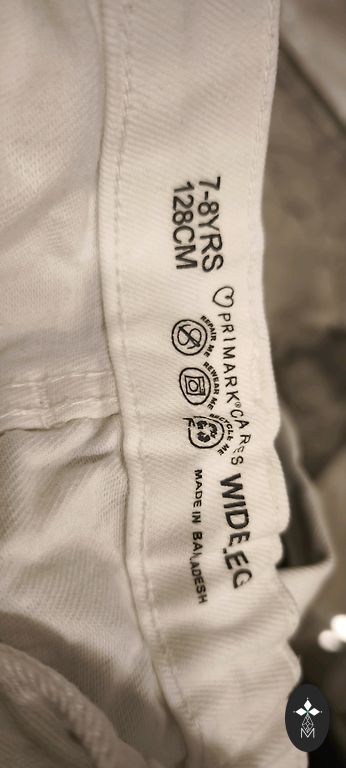 7-8YRS
128CM
PRIMARK® CARES
REPAIR ME
REWEAR ME
RECYCLE ME
WIDE LEG
MADE IN BANGLADESH
M